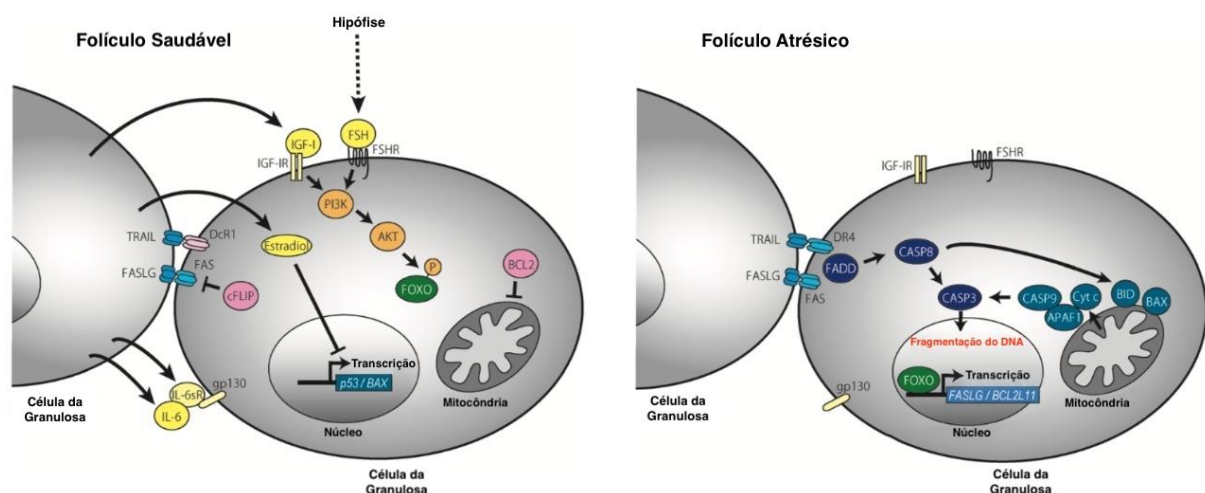 Folículo Saudável
Hipófise
IGF-I
FSH
IGF-IR
FSHR
PI3K
TRAIL
DcR1
Estradiol
AKT
P
FOXO
BCL2
FASLG
FAS
cFLIP
Transcrição
p53 / BAX
gp130
IL-6sR
IL-6
Mitocôndria
Núcleo
Célula da
Granulosa
Célula da
Granulosa
Folículo Atrésico
IGF-IR
FSHR
TRAIL
DR4
FADD
CASP8
FASLG
FAS
CASP3
CASP9
Cyt c
APAF1
BID
BAX
Fragmentação do DNA
FOXO
Transcrição
FASLG / BCL2L11
gp130
Mitocôndria
Núcleo
Célula da
Granulosa
Célula da
Granulosa